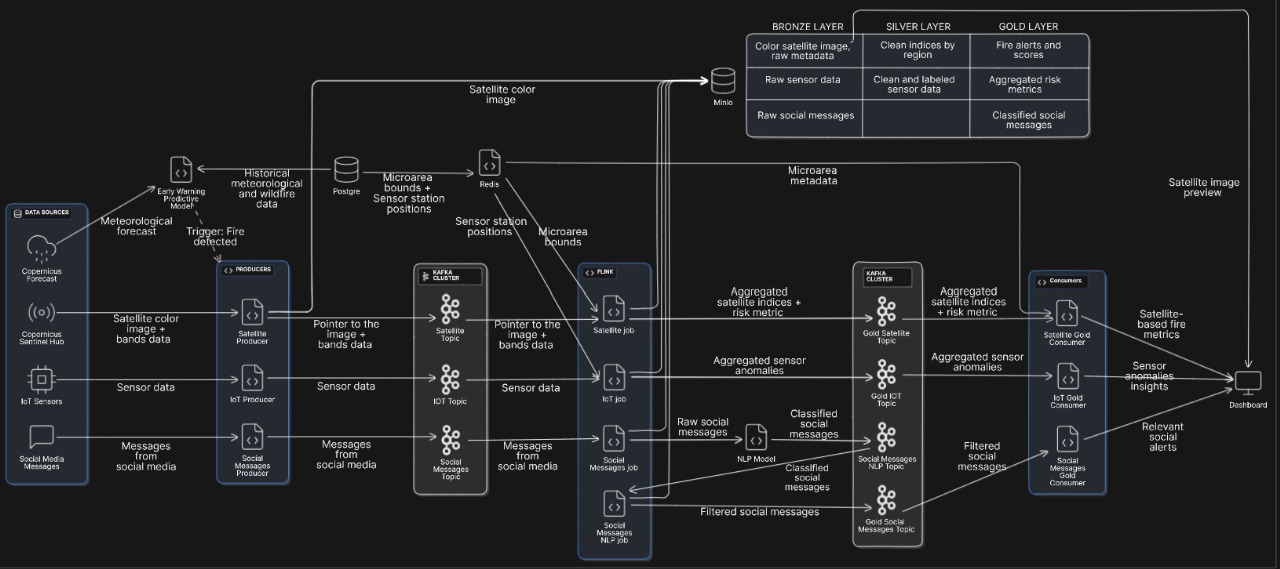 BRONZE LAYER
SILVER LAYER
GOLD LAYER
Color satellite image,
raw metadata
Clean indices by
region
Fire alerts and
scores
Raw sensor data
Clean and labeled
sensor data
Aggregated risk
metrics
Raw social messages
Classified social
messages
Minio
Satellite color
image
Early Warning
Predictive
Model
Historical
meteorological
and wildfire
data
Postgre
Microarea
bounds +
Sensor station
positions
Redis
Microarea
metadata
Satellite image
preview
Sensor station
positions
Microarea
bounds
Meteorological
forecast
Trigger: Fire
detected
DATA SOURCES
Copernicus
Forecast
Copernicus
Sentinel Hub
IoT Sensors
Social Media
Messages
Satellite color
image +
bands data
Sensor data
Messages
from
social media
PRODUCERS
Satellite
Producer
IoT Producer
Social
Messages
Producer
Pointer to the
image +
bands data
Sensor data
Messages
from
social media
KAFKA
CLUSTER
Satellite
Topic
IOT Topic
Social
Messages
Topic
Pointer to the
image +
bands data
Sensor data
Messages
from
social media
FLINK
Satellite job
IoT job
Social
Messages job
Social
Messages
NLP job
Aggregated
satellite indices +
risk metric
Aggregated sensor
anomalies
Raw social
messages
NLP Model
Classified
social
messages
Classified
social
messages
Filtered social messages
KAFKA
CLUSTER
Gold Satellite
Topic
Gold IOT
Topic
Social Messages
NLP Topic
Gold Social
Messages Topic
Aggregated
satellite indices
+ risk metric
Aggregated sensor
anomalies
Filtered
social
messages
Consumers
Satellite Gold
Consumer
IoT Gold
Consumer
Social
Messages
Gold
Consumer
Satellite-
based fire
metrics
Sensor
anomalies
insights
Relevant
social
alerts
Dashboard